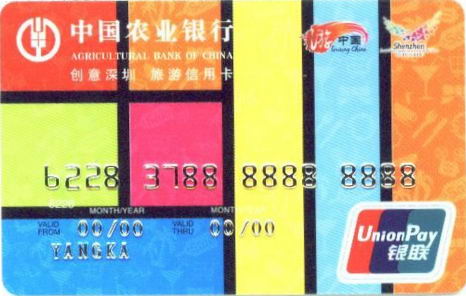 中国农业银行
AGRICULTURAL BANK OF CHINA
创意深圳 旅游信用卡
游中国
Touring China
Shenzhen
6228 3788 8888 8888
6228
MONTH/YEAR MONTH/YEAR
VALID FROM 00/00 VALID THRU 00/00
YANGKA
UnionPay
银联